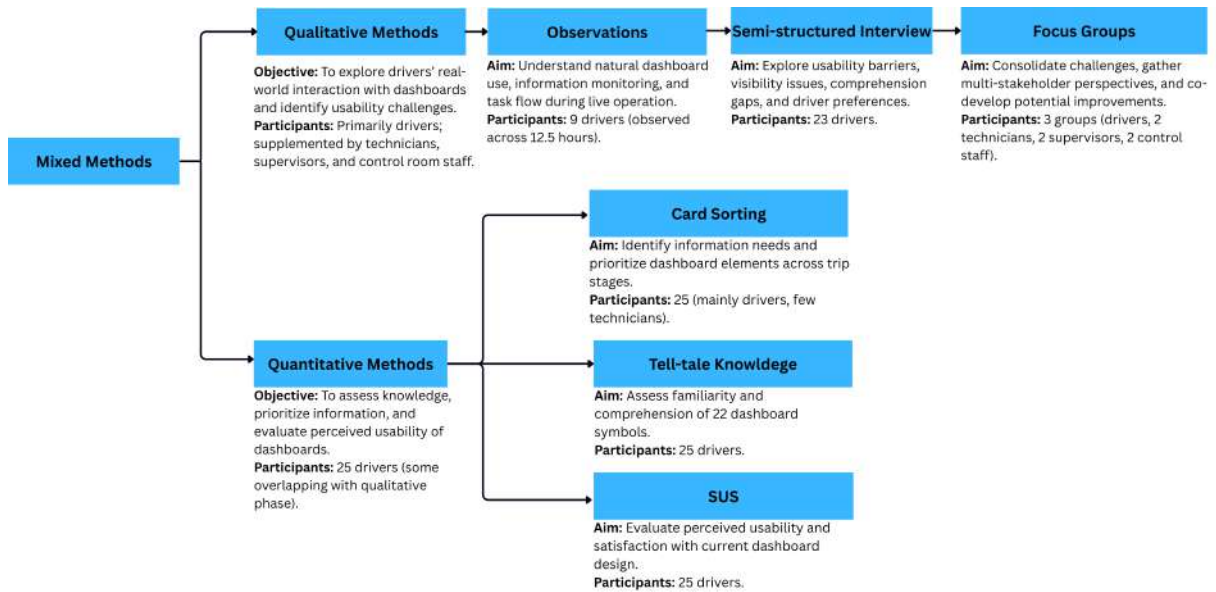 Mixed Methods
Qualitative Methods
Objective: To explore drivers' real-
world interaction with dashboards
and identify usability challenges.
Participants: Primarily drivers;
supplemented by technicians,
supervisors, and control room staff.
Observations
Aim: Understand natural dashboard
use, information monitoring, and
task flow during live operation.
Participants: 9 drivers (observed
across 12.5 hours).
Semi-structured Interview
Aim: Explore usability barriers,
visibility issues, comprehension
gaps, and driver preferences.
Participants: 23 drivers.
Focus Groups
Aim: Consolidate challenges, gather
multi-stakeholder perspectives, and co-
develop potential improvements.
Participants: 3 groups (drivers, 2
technicians, 2 supervisors, 2 control
staff).
Quantitative Methods
Objective: To assess knowledge,
prioritize information, and
evaluate perceived usability of
dashboards.
Participants: 25 drivers (some
overlapping with qualitative
phase).
Card Sorting
Aim: Identify information needs and
prioritize dashboard elements across trip
stages.
Participants: 25 (mainly drivers, few
technicians).
Tell-tale Knowldege
Aim: Assess familiarity and
comprehension of 22 dashboard
symbols.
Participants: 25 drivers.
SUS
Aim: Evaluate perceived usability and
satisfaction with current dashboard
design.
Participants: 25 drivers.